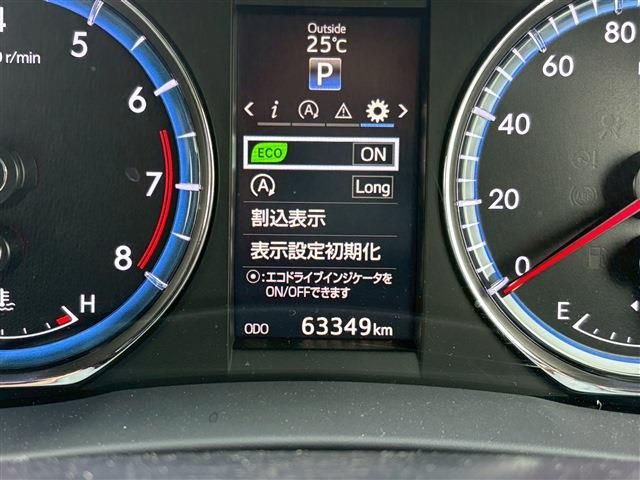 Outside
25℃
P
i A ⚠
ECO ON
A Long
割込表示
表示設定初期化
⦿:エコドライブインジケータを
ON/OFFできます
ODO 63349km
r/min
5
6
7
8
H
0
20
40
60
80
E